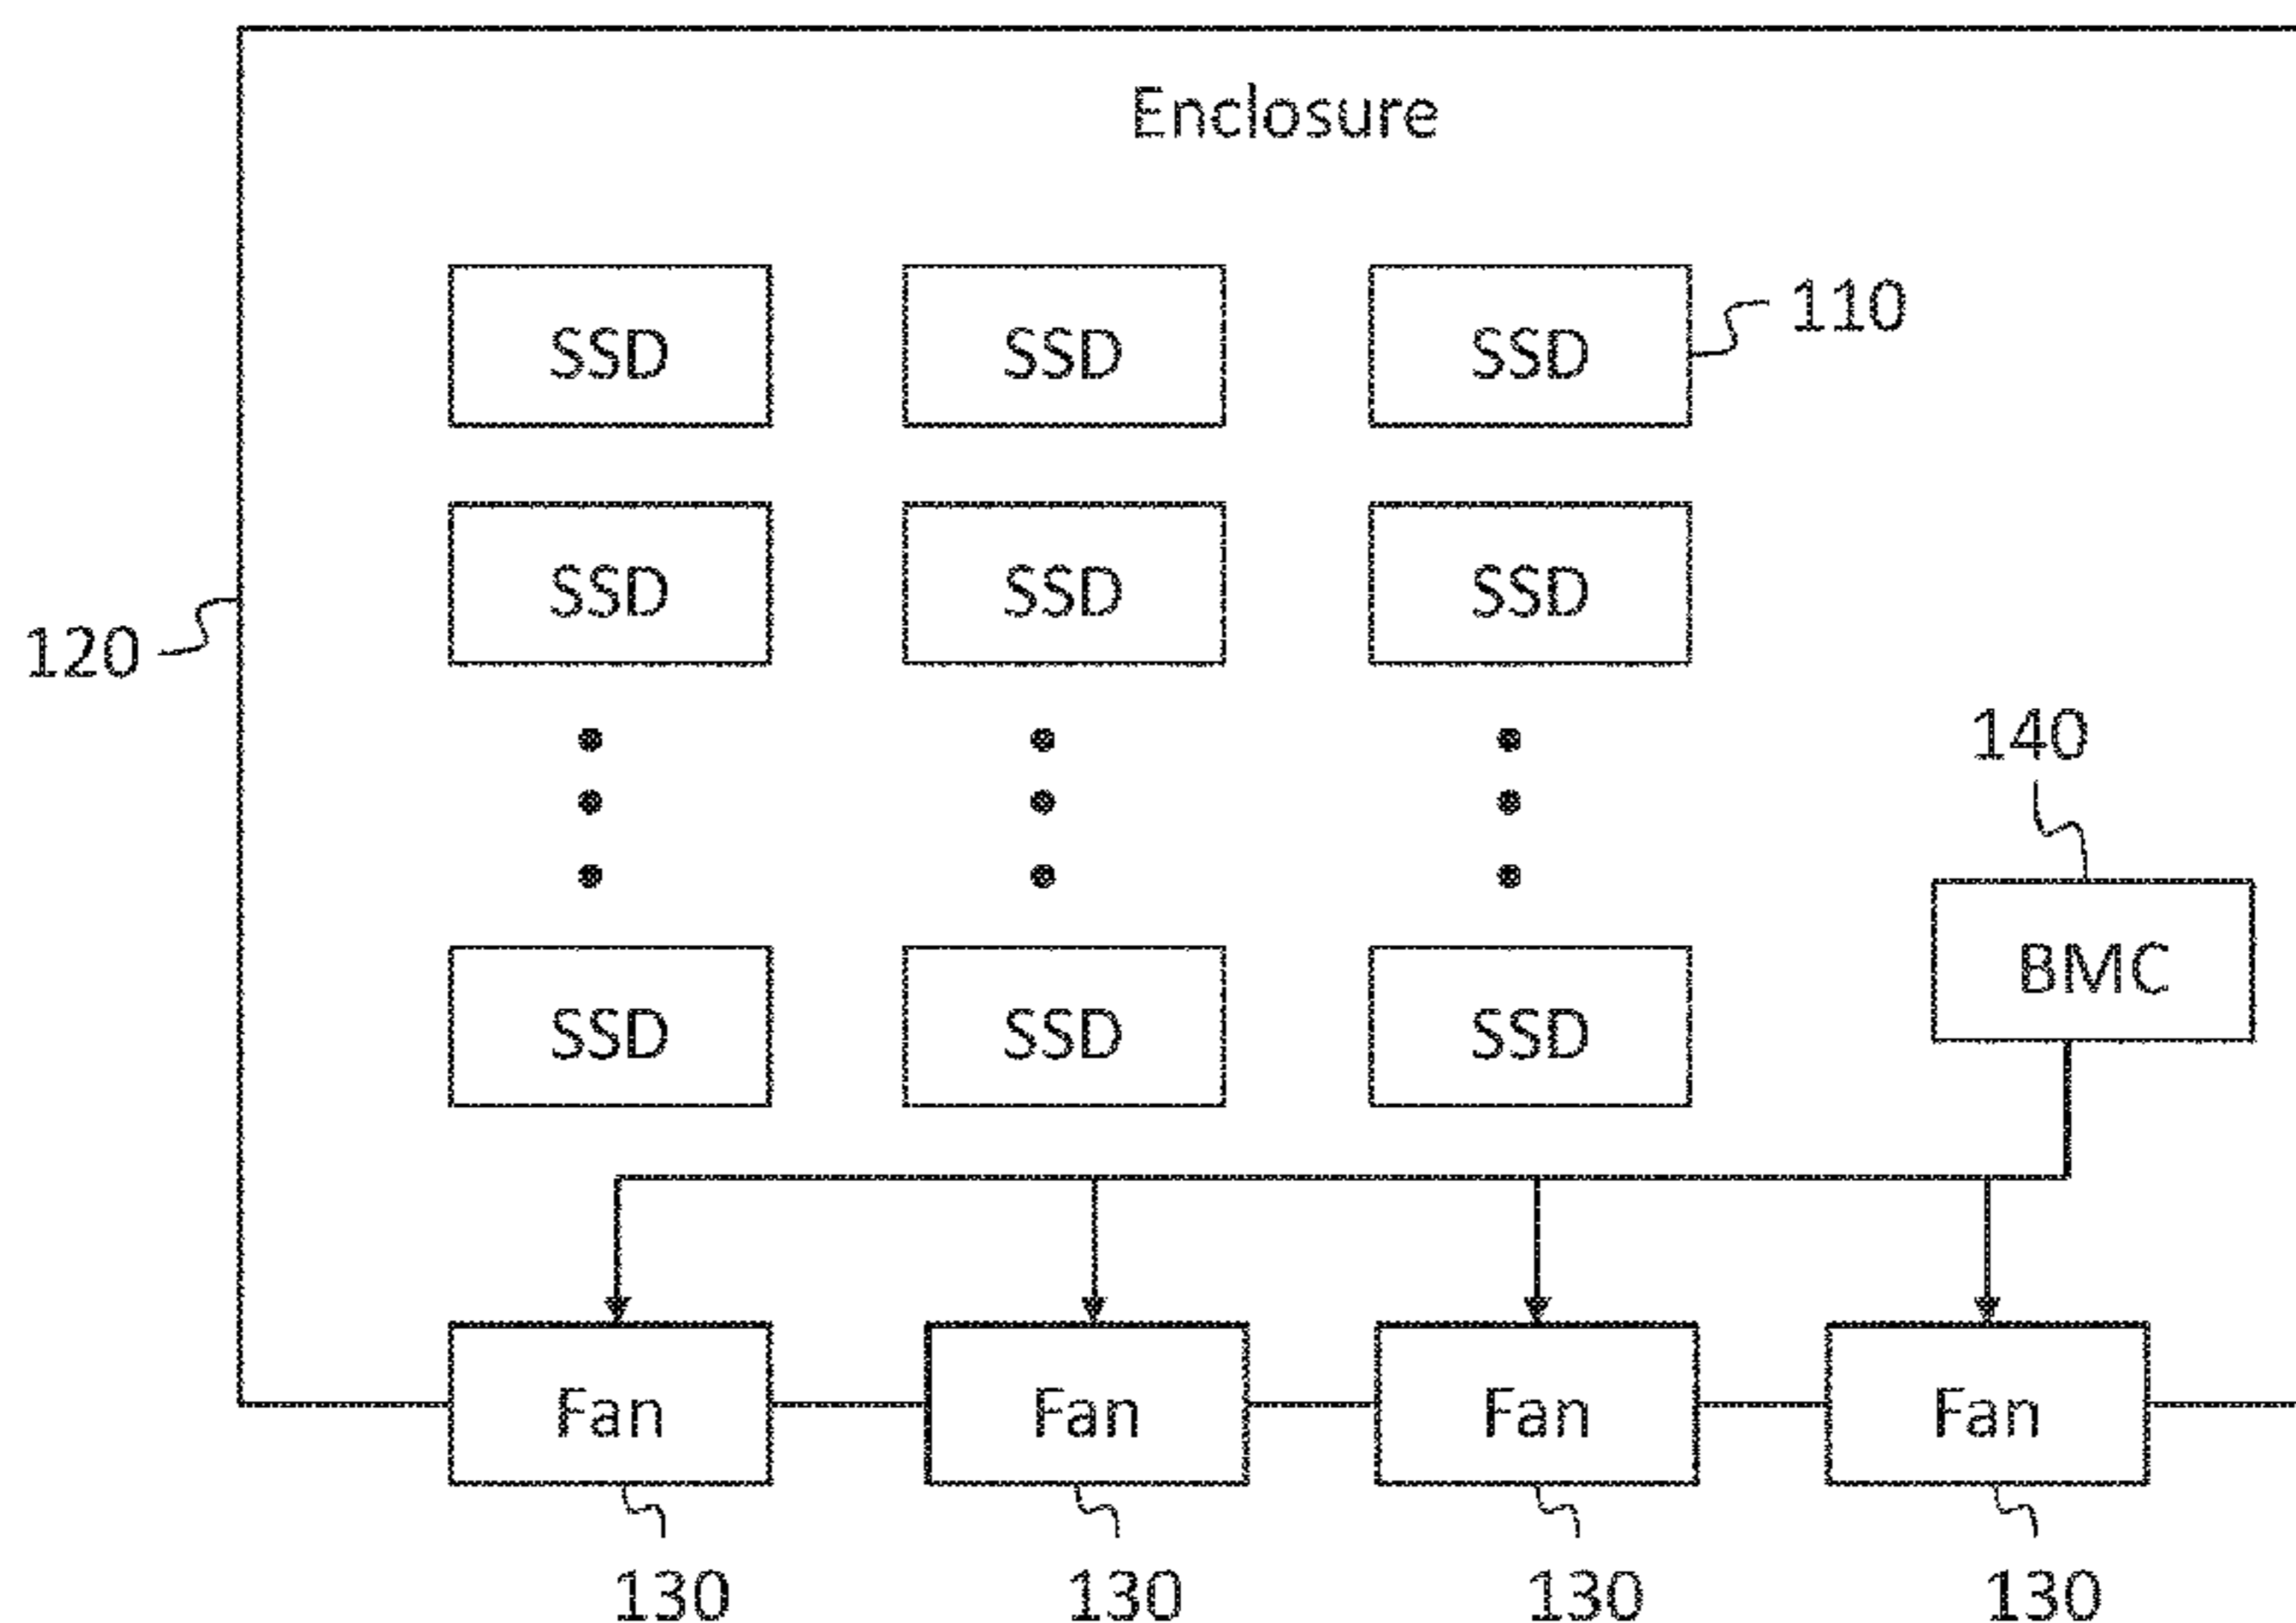 Enclosure
SSD SSD SSD 110
SSD SSD SSD
120
140
BMC
SSD SSD SSD
Fan Fan Fan Fan
130 130 130 130